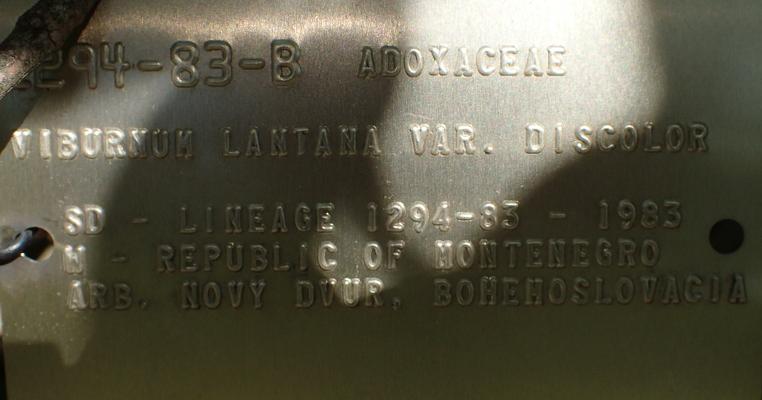 1294-83-B ADOXACEAE
VIBURNUM LANTANA VAR. DISCOLOR
SD - LINEAGE 1294-83 - 1983
W - REPUBLIC OF MONTENEGRO
ARB. NOVY DVUR, BOHEMOSLOVACIA